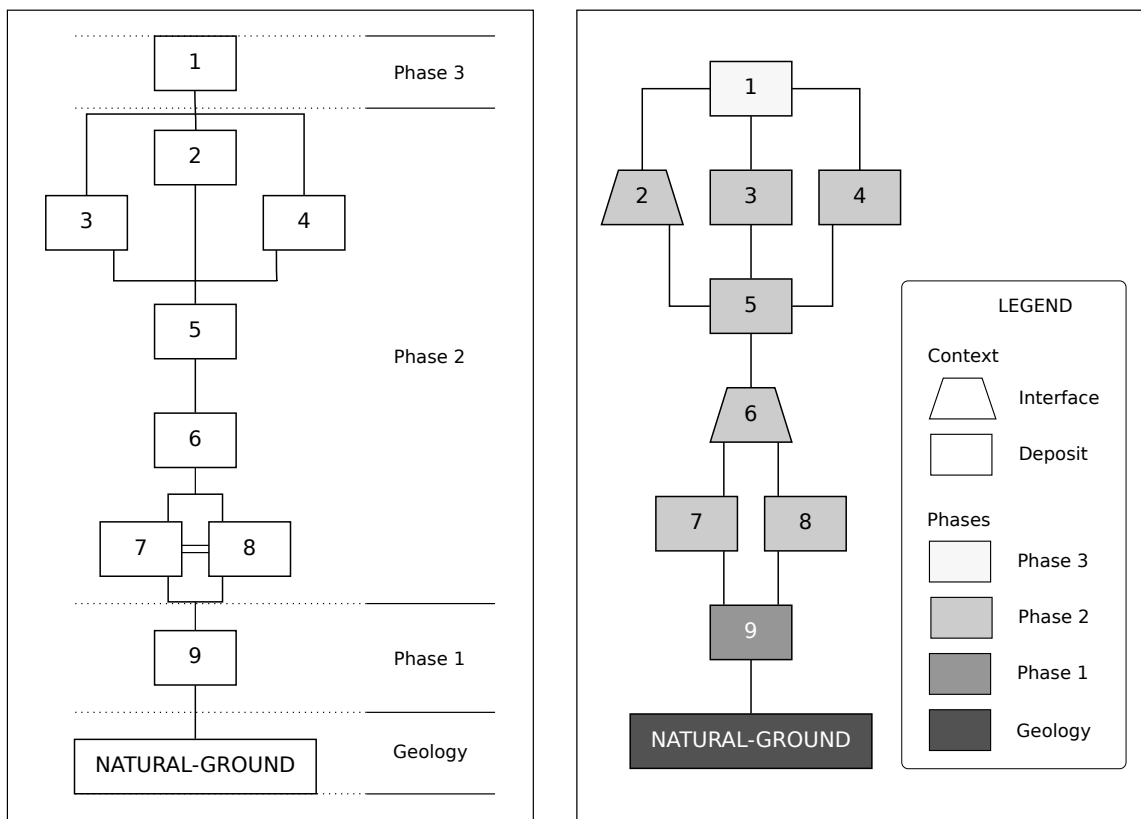 1
Phase 3
2
3
4
5
Phase 2
6
7
8
9
Phase 1
NATURAL-GROUND
Geology
1
2
3
4
5
6
7
8
9
NATURAL-GROUND
LEGEND
Context
Interface
Deposit
Phases
Phase 3
Phase 2
Phase 1
Geology